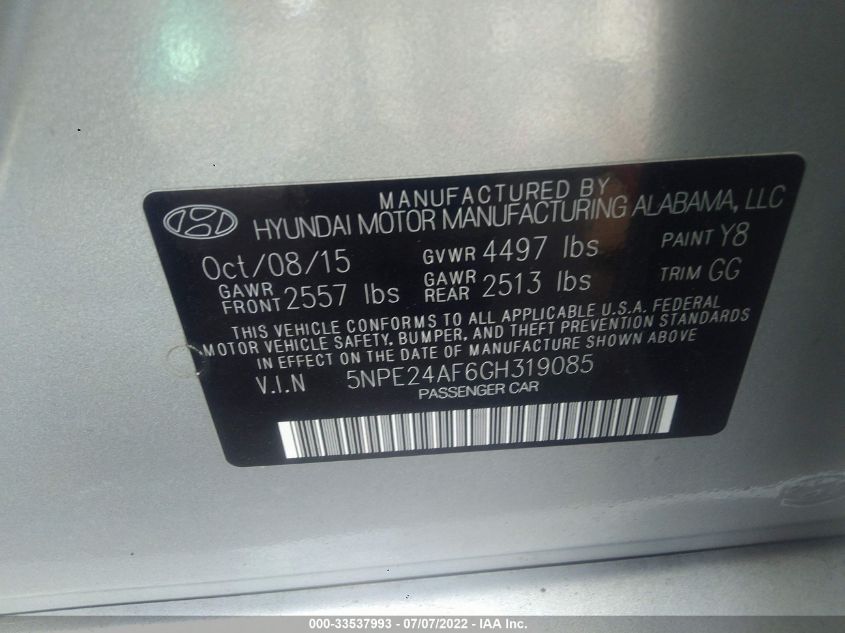 MANUFACTURED BY
HYUNDAI MOTOR MANUFACTURING ALABAMA, LLC
Oct/08/15 GVWR 4497 lbs PAINT Y8
GAWR FRONT 2557 lbs GAWR REAR 2513 lbs TRIM GG
THIS VEHICLE CONFORMS TO ALL APPLICABLE U.S.A. FEDERAL
MOTOR VEHICLE SAFETY, BUMPER, AND THEFT PREVENTION STANDARDS
IN EFFECT ON THE DATE OF MANUFACTURE SHOWN ABOVE
V.I.N 5NPE24AF6GH319085
PASSENGER CAR
000-33537993 - 07/07/2022 - IAA Inc.